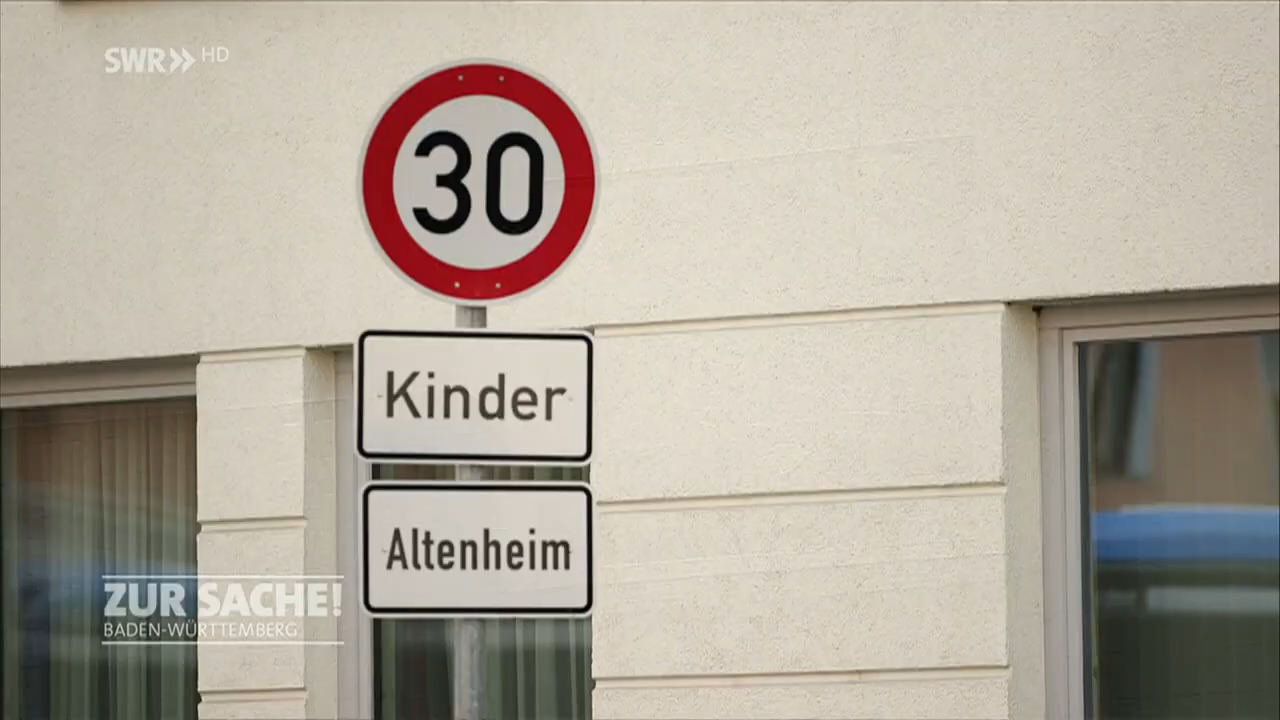 SWR» HD
30
Kinder
Altenheim
ZUR SACHE!
BADEN-WÜRTTEMBERG